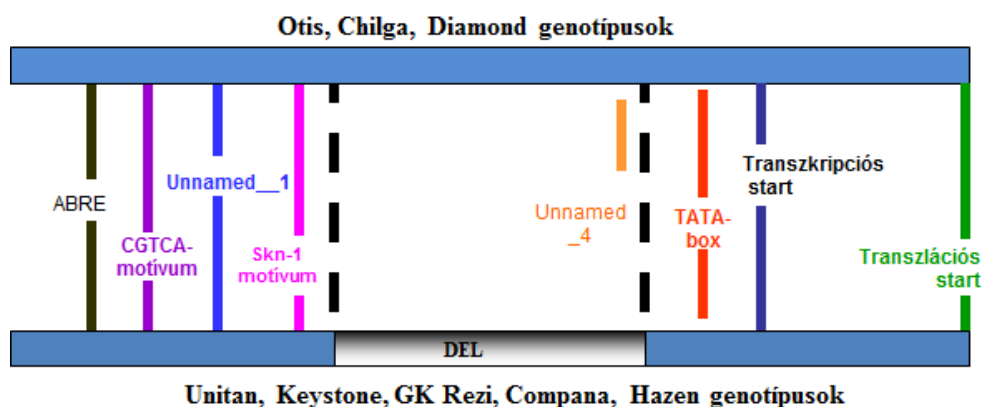 Otis, Chilga, Diamond genotípusok
ABRE
CGTCA-
motívum
Unnamed__1
Skn-1
motívum
Unnamed
_4
TATA-
box
Transzkripciós
start
Transzlációs
start
DEL
Unitan, Keystone, GK Rezi, Compana, Hazen genotípusok